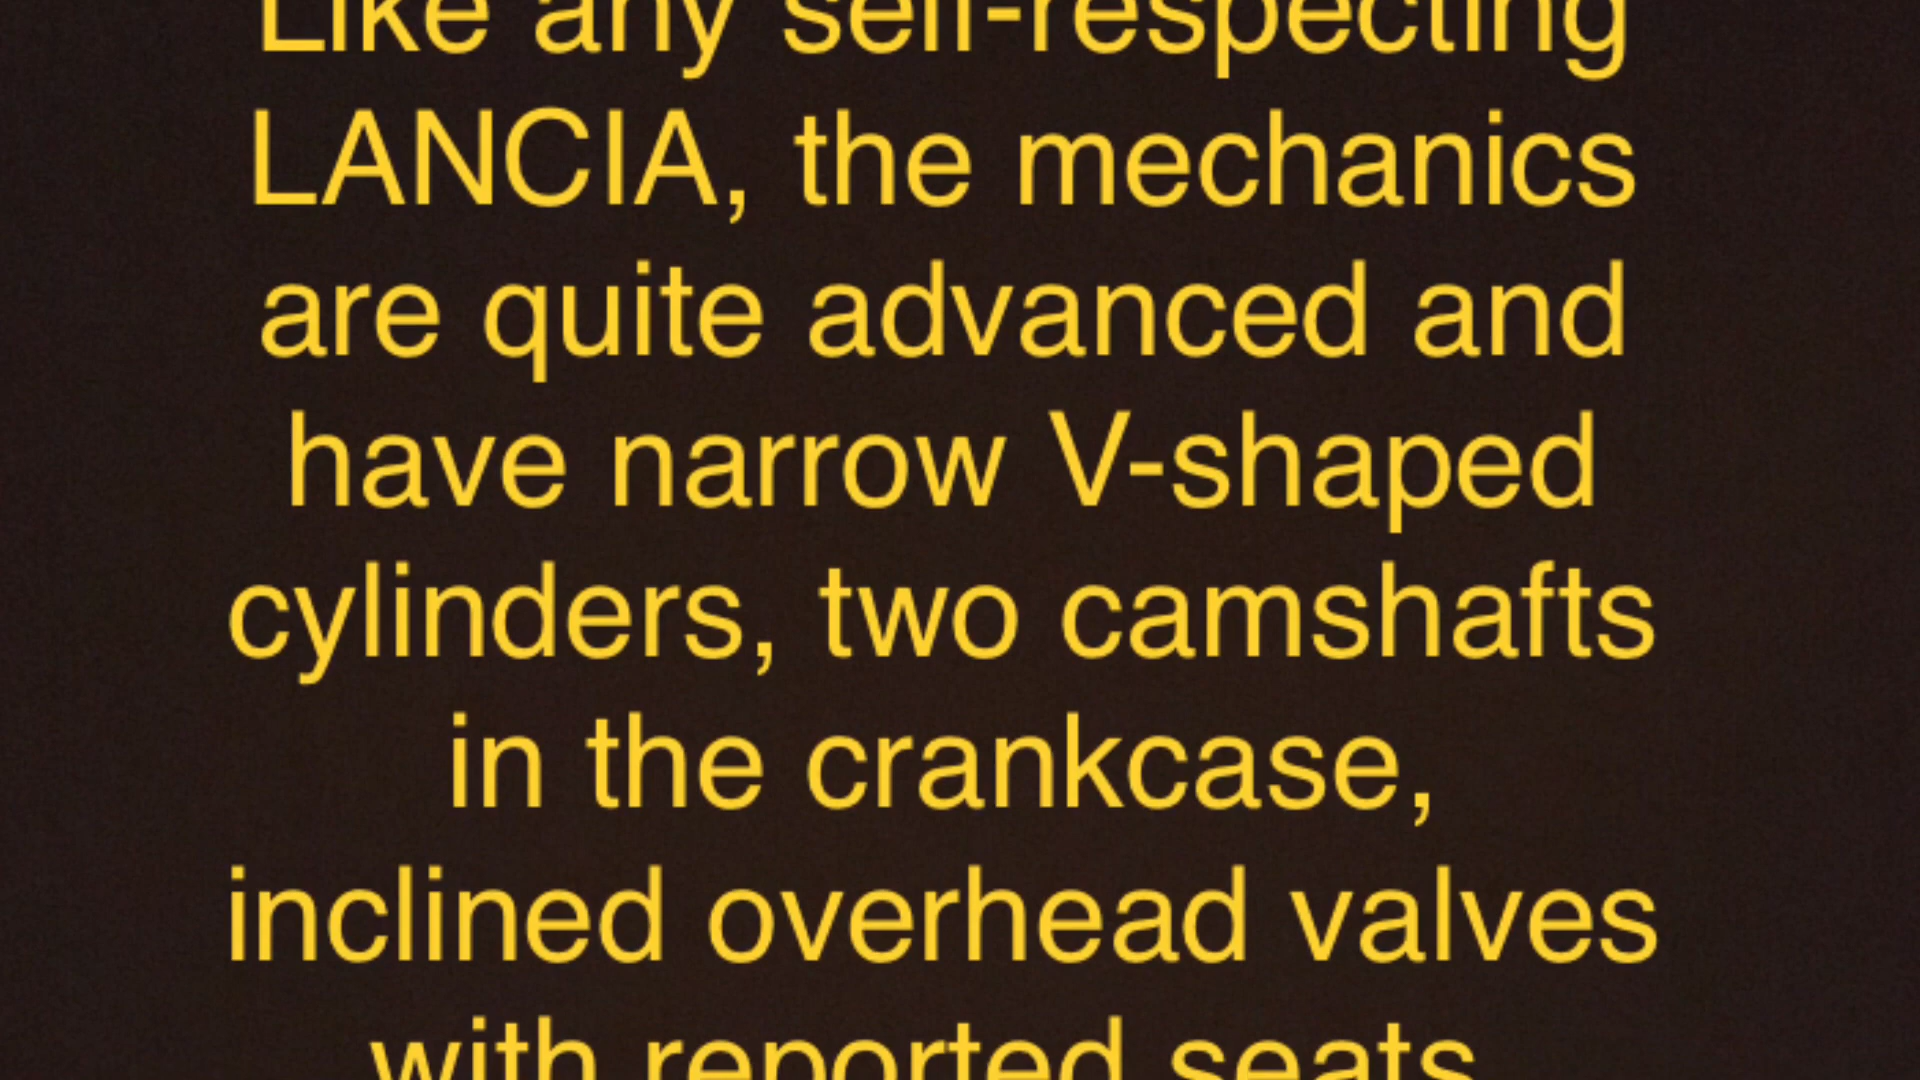 Like any self-respecting
LANCIA, the mechanics
are quite advanced and
have narrow V-shaped
cylinders, two camshafts
in the crankcase,
inclined overhead valves
with reported seats